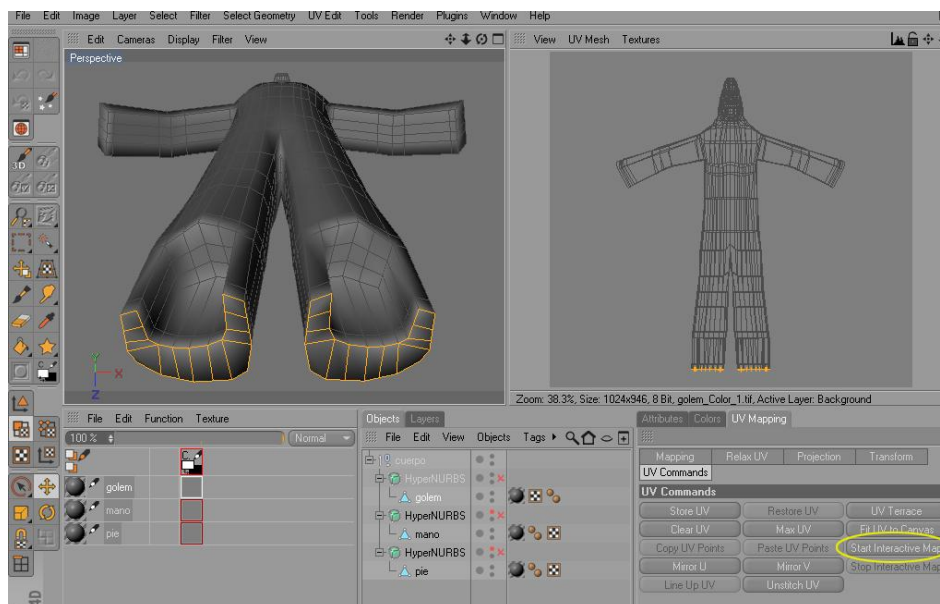 File Edit Image Layer Select Filter Select Geometry UV Edit Tools Render Plugins Window Help
Edit Cameras Display Filter View
View UV Mesh Textures
Perspective
3D
Y
X
Z
Zoom: 38.3%, Size: 1024x946, 8 Bit, golem_Color_1.tif, Active Layer: Background
File Edit Function Texture
100 % Normal
golem
mano
pie
Objects Layers
File Edit View Objects Tags
cuerpo
HyperNURBS
golem
HyperNURBS
mano
HyperNURBS
pie
Attributes Colors UV Mapping
Mapping Relax UV Projection Transform
UV Commands
UV Commands
Store UV Restore UV UV Terrace
Clear UV Max UV Fit UV to Canvas
Copy UV Points Paste UV Points Start Interactive Map
Mirror U Mirror V Stop Interactive Map
Line Up UV Unstitch UV
4D